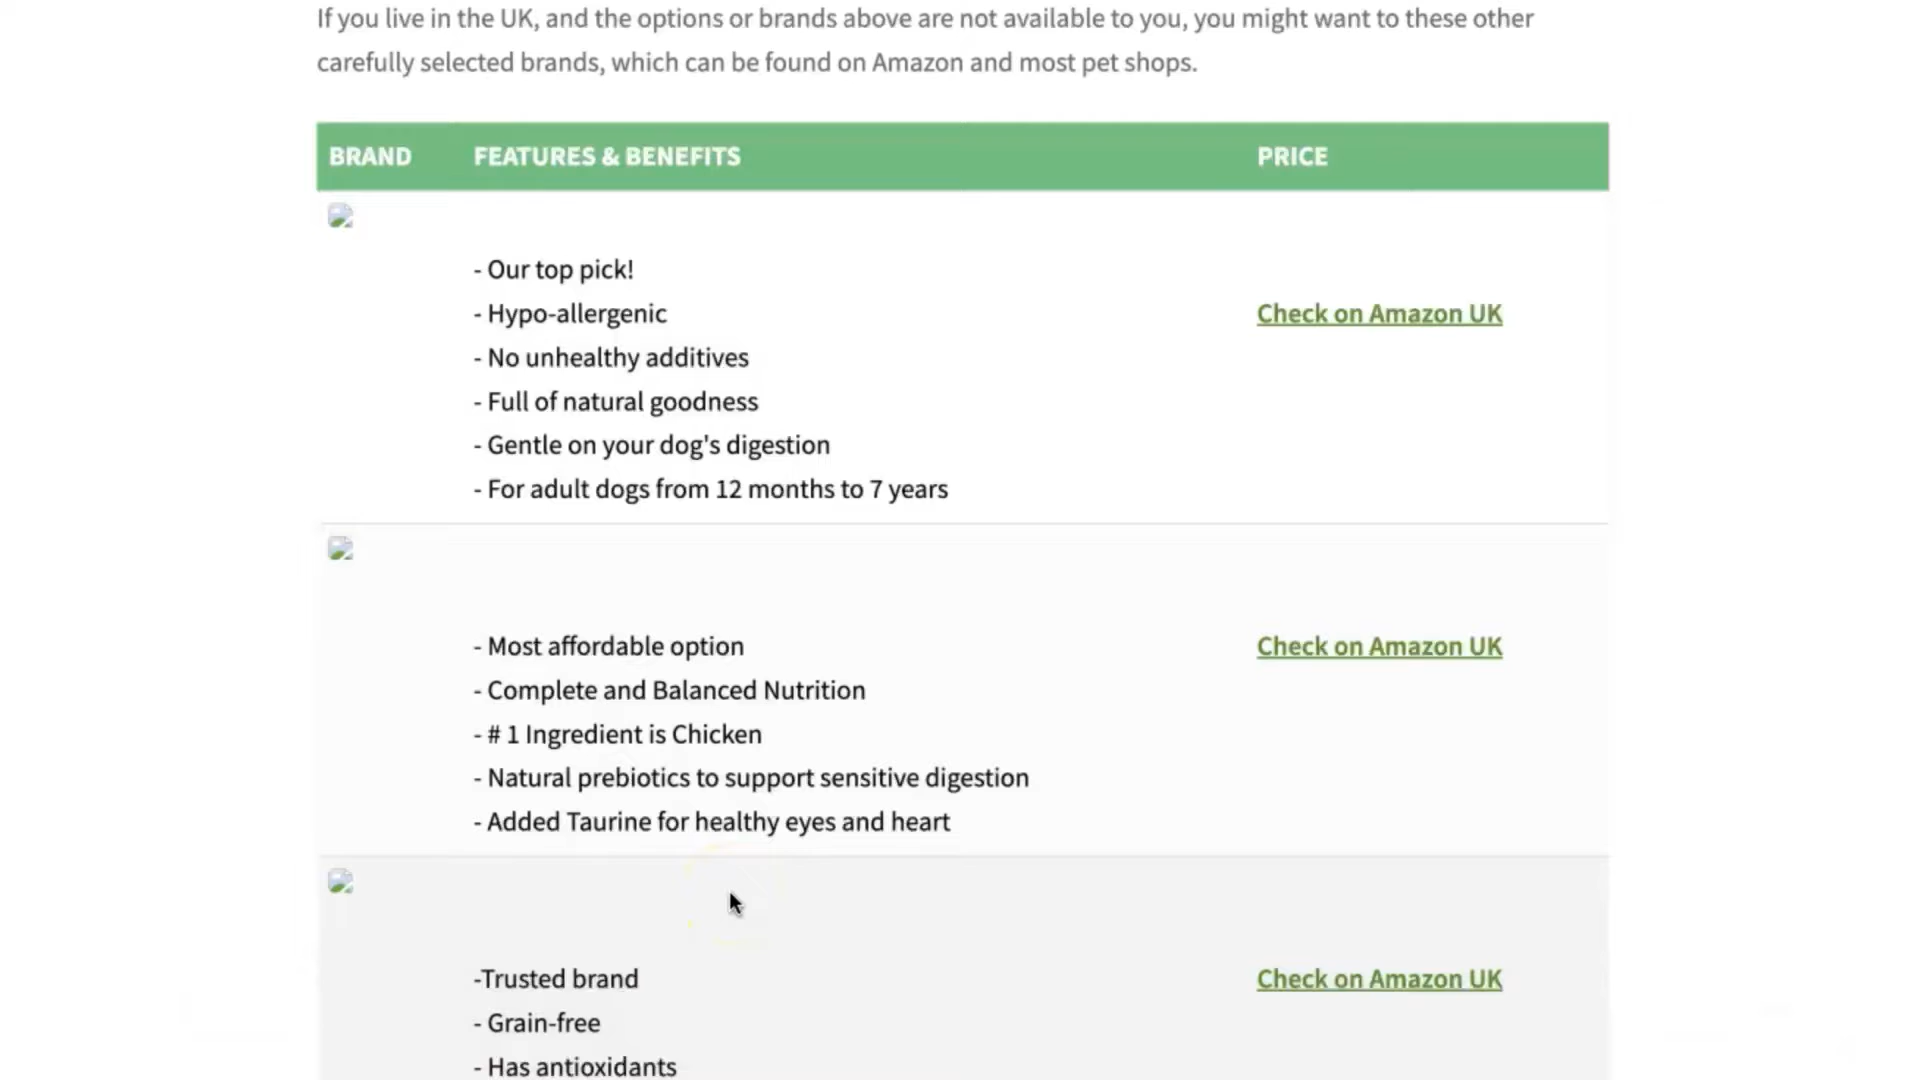 If you live in the UK, and the options or brands above are not available to you, you might want to these other
carefully selected brands, which can be found on Amazon and most pet shops.
BRAND FEATURES & BENEFITS PRICE
- Our top pick!
- Hypo-allergenic Check on Amazon UK
- No unhealthy additives
- Full of natural goodness
- Gentle on your dog's digestion
- For adult dogs from 12 months to 7 years
- Most affordable option Check on Amazon UK
- Complete and Balanced Nutrition
- # 1 Ingredient is Chicken
- Natural prebiotics to support sensitive digestion
- Added Taurine for healthy eyes and heart
-Trusted brand Check on Amazon UK
- Grain-free
- Has antioxidants